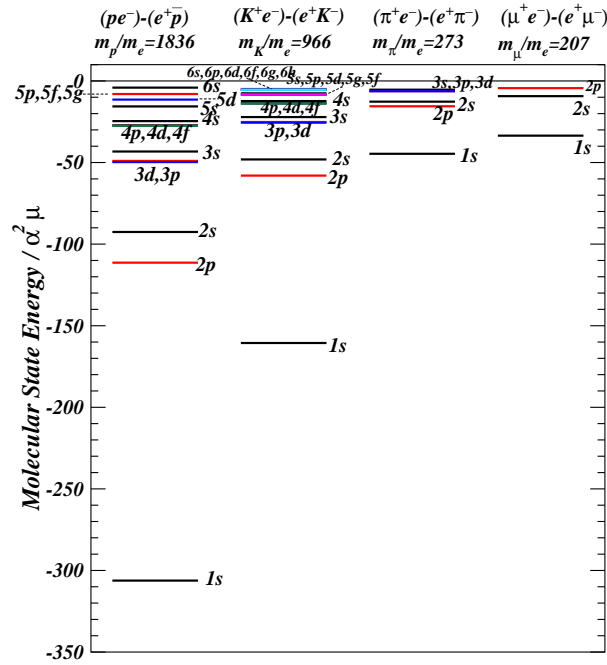 (pe⁻)-(e⁺p̅) (K⁺e⁻)-(e⁺K⁻) (π⁺e⁻)-(e⁺π⁻) (μ⁺e⁻)-(e⁺μ⁻)
m_p/m_e=1836 m_K/m_e=966 m_π/m_e=273 m_μ/m_e=207
Molecular State Energy / α² μ
0
-50
-100
-150
-200
-250
-300
-350
5p,5f,5g
6s
5d
5s
4s
4p,4d,4f
3s
3d,3p
2s
2p
1s
6s,6p,6d,6f,6g,6h
5s,5p,5d,5g,5f
4s
4p,4d,4f
3s
3p,3d
2s
2p
1s
3s,3p,3d
2s
2p
1s
2p
2s
1s